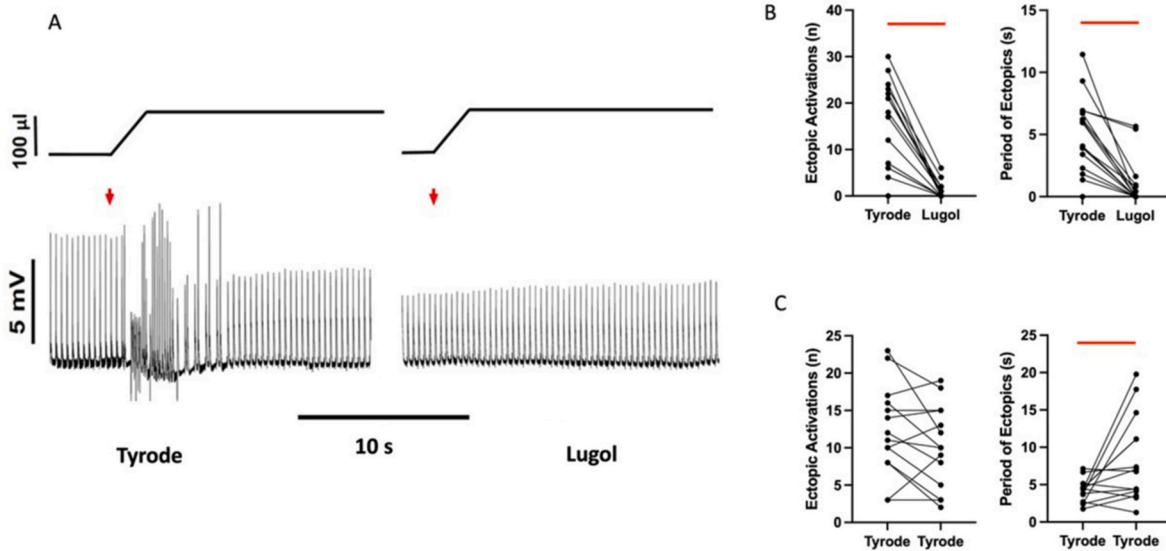 A
100 µl
5 mV
Tyrode
10 s
Lugol
B
Ectopic Activations (n)
40
30
20
10
0
Tyrode Lugol
Period of Ectopics (s)
15
10
5
0
Tyrode Lugol
C
Ectopic Activations (n)
25
20
15
10
5
0
Tyrode Tyrode
Period of Ectopics (s)
25
20
15
10
5
0
Tyrode Tyrode